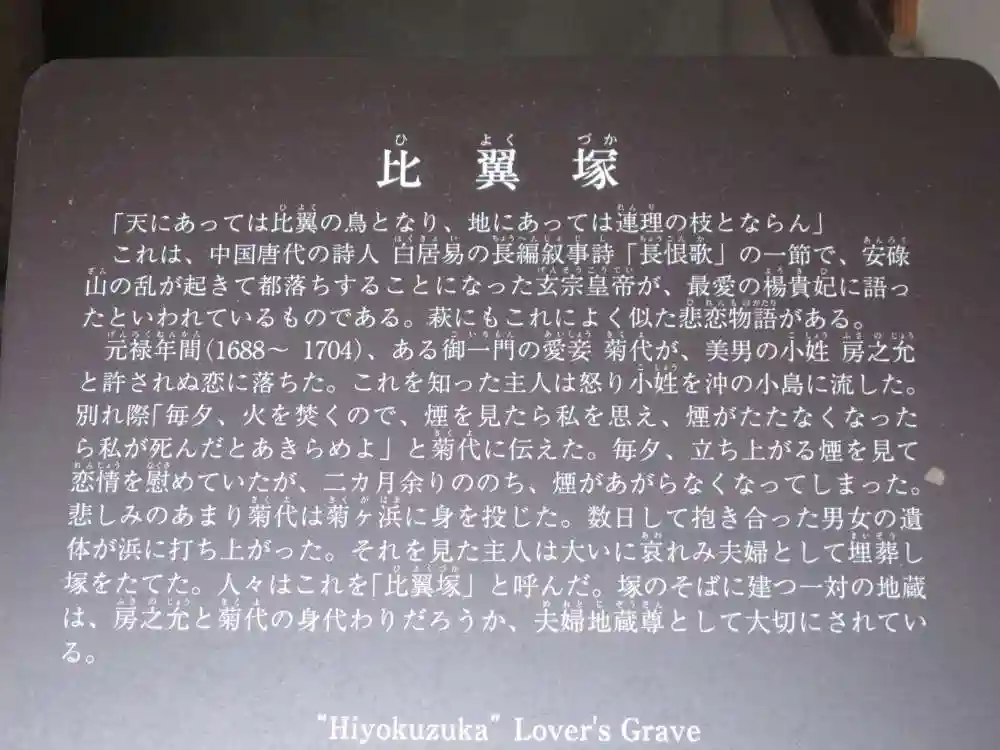 比翼塚
「天にあっては比翼の鳥となり、地にあっては連理の枝とならん」
これは、中国唐代の詩人 白居易の長編叙事詩「長恨歌」の一節で、安碌
山の乱が起きて都落ちすることになった玄宗皇帝が、最愛の楊貴妃に語っ
たといわれているものである。萩にもこれによく似た悲恋物語がある。
元禄年間(1688〜 1704)、ある御一門の愛妾 菊代が、美男の小姓 房之允
と許されぬ恋に落ちた。これを知った主人は怒り小姓を沖の小島に流した。
別れ際「毎夕、火を焚くので、煙を見たら私を思え、煙がたたなくなった
ら私が死んだとあきらめよ」と菊代に伝えた。毎夕、立ち上がる煙を見て
恋情を慰めていたが、二カ月余りののち、煙があがらなくなってしまった。
悲しみのあまり菊代は菊ヶ浜に身を投じた。数日して抱き合った男女の遺
体が浜に打ち上がった。それを見た主人は大いに哀れみ夫婦として埋葬し
塚をたてた。人々はこれを「比翼塚」と呼んだ。塚のそばに建つ一対の地蔵
は、房之允と菊代の身代わりだろうか、夫婦地蔵尊として大切にされてい
る。
"Hiyokuzuka" Lover's Grave